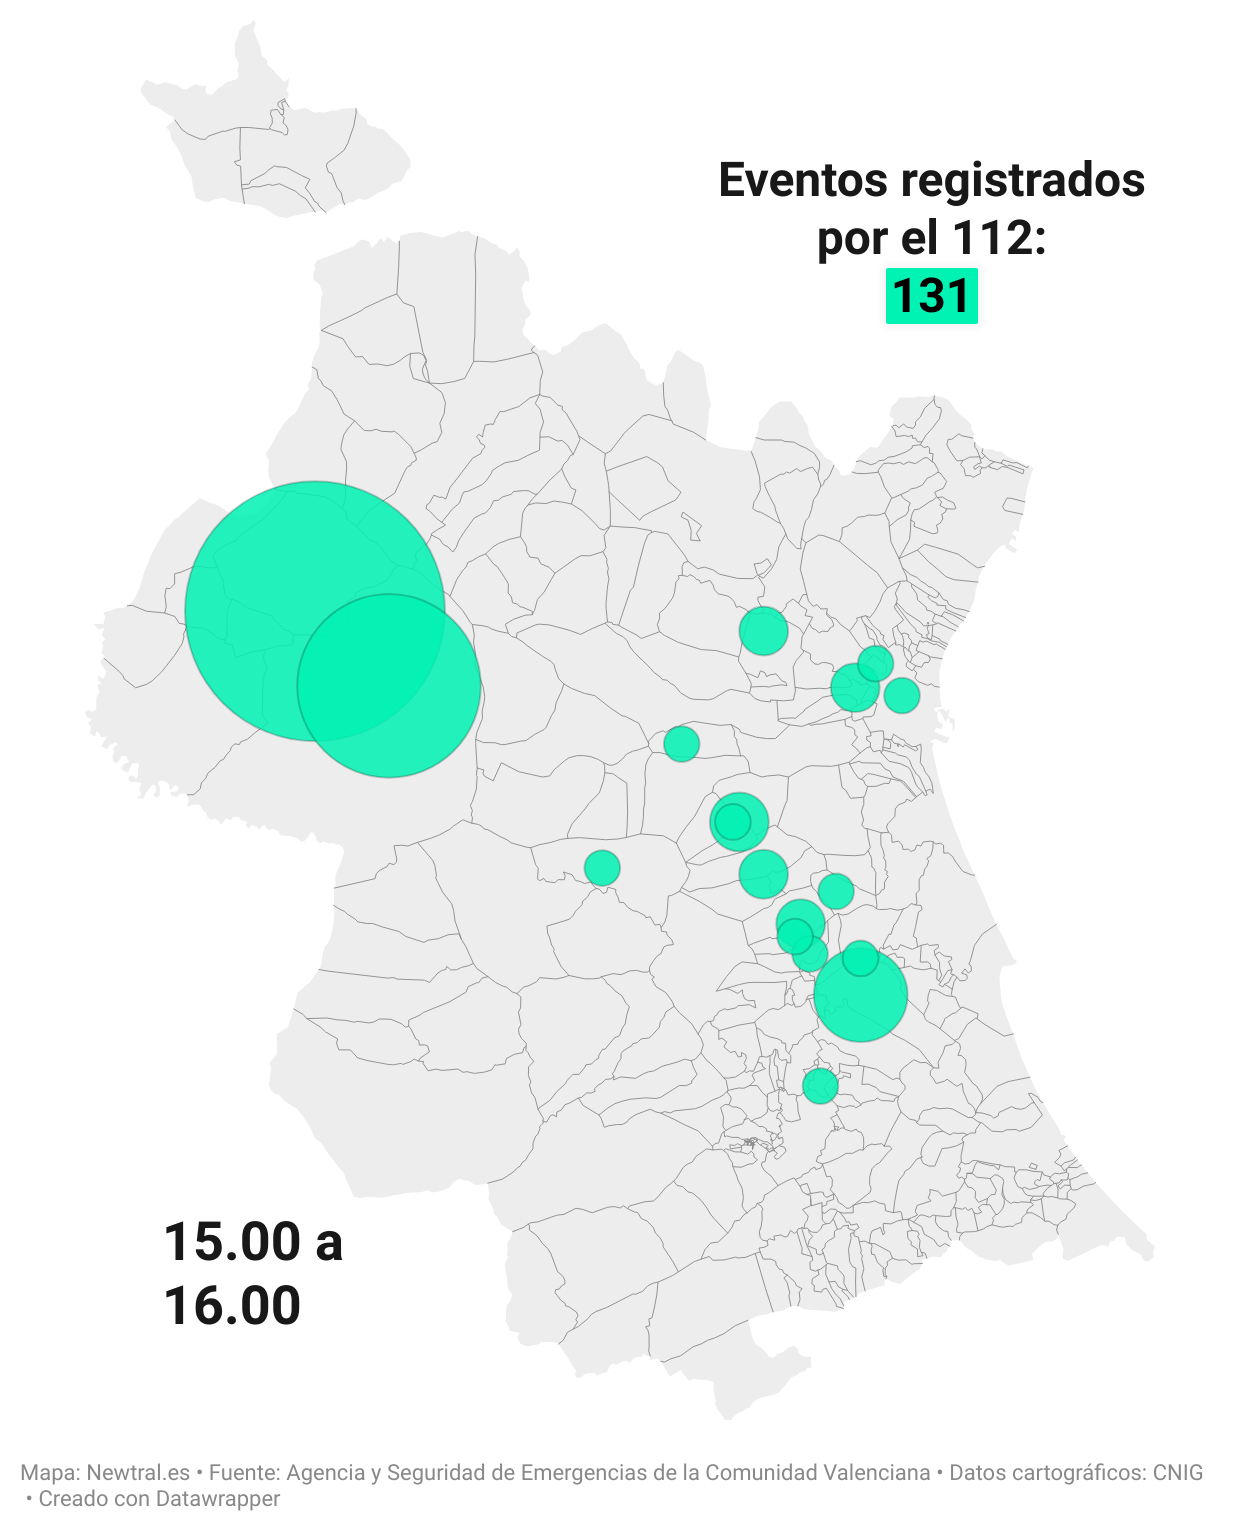 Eventos registrados
por el 112:
131
15.00 a
16.00
Mapa: Newtral.es • Fuente: Agencia y Seguridad de Emergencias de la Comunidad Valenciana • Datos cartográficos: CNIG
• Creado con Datawrapper